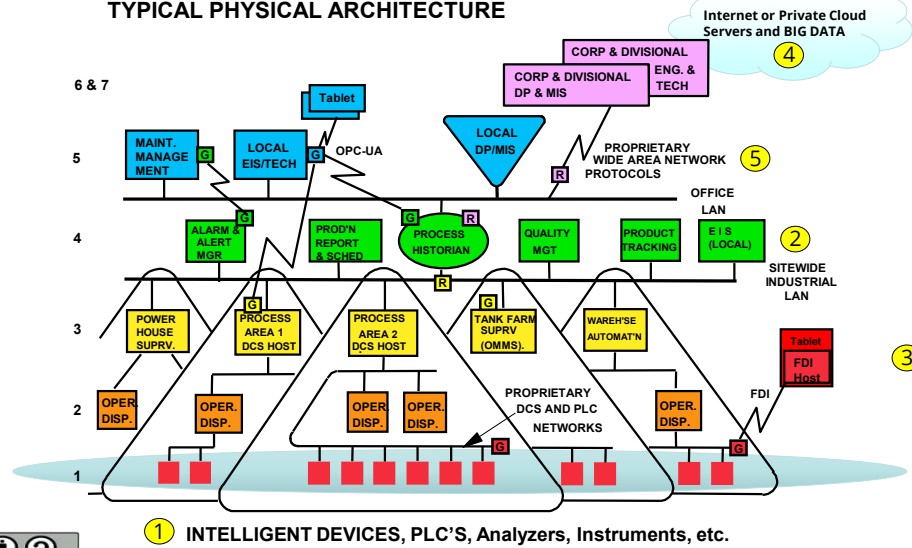 TYPICAL PHYSICAL ARCHITECTURE
Internet or Private Cloud
Servers and BIG DATA
4
6 & 7
CORP & DIVISIONAL
ENG. &
TECH
CORP & DIVISIONAL
DP & MIS
Tablet
5
MAINT.
MANAGE
MENT
G
LOCAL
EIS/TECH
G
OPC-UA
LOCAL
DP/MIS
R
PROPRIETARY
WIDE AREA NETWORK
PROTOCOLS
5
OFFICE
LAN
4
ALARM &
ALERT
MGR
G
PROD'N
REPORT
& SCHED
G
R
PROCESS
HISTORIAN
QUALITY
MGT
PRODUCT
TRACKING
E I S
(LOCAL)
2
R
SITEWIDE
INDUSTRIAL
LAN
3
POWER
HOUSE
SUPRV.
G
PROCESS
AREA 1
DCS HOST
PROCESS
AREA 2
DCS HOST
G
TANK FARM
SUPRV
(OMMS).
WAREH'SE
AUTOMAT'N
Tablet
FDI
Host
3
2
OPER.
DISP.
OPER.
DISP.
OPER.
DISP.
OPER.
DISP.
PROPRIETARY
DCS AND PLC
NETWORKS
OPER.
DISP.
FDI
G
G
1
1
INTELLIGENT DEVICES, PLC'S, Analyzers, Instruments, etc.